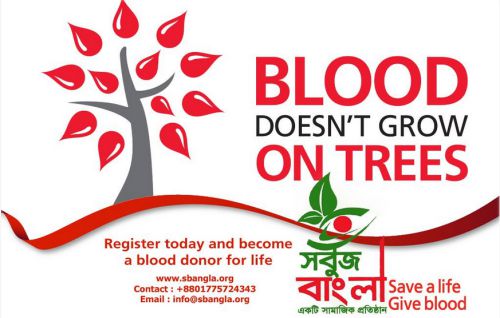 BLOOD
DOESN'T GROW
ON TREES
Register today and become
a blood donor for life
www.sbangla.org
Contact : +8801775724343
Email : info@sbangla.org
সবুজ
বাংলা
একটি সামাজিক প্রতিষ্ঠান
Save a life
Give blood